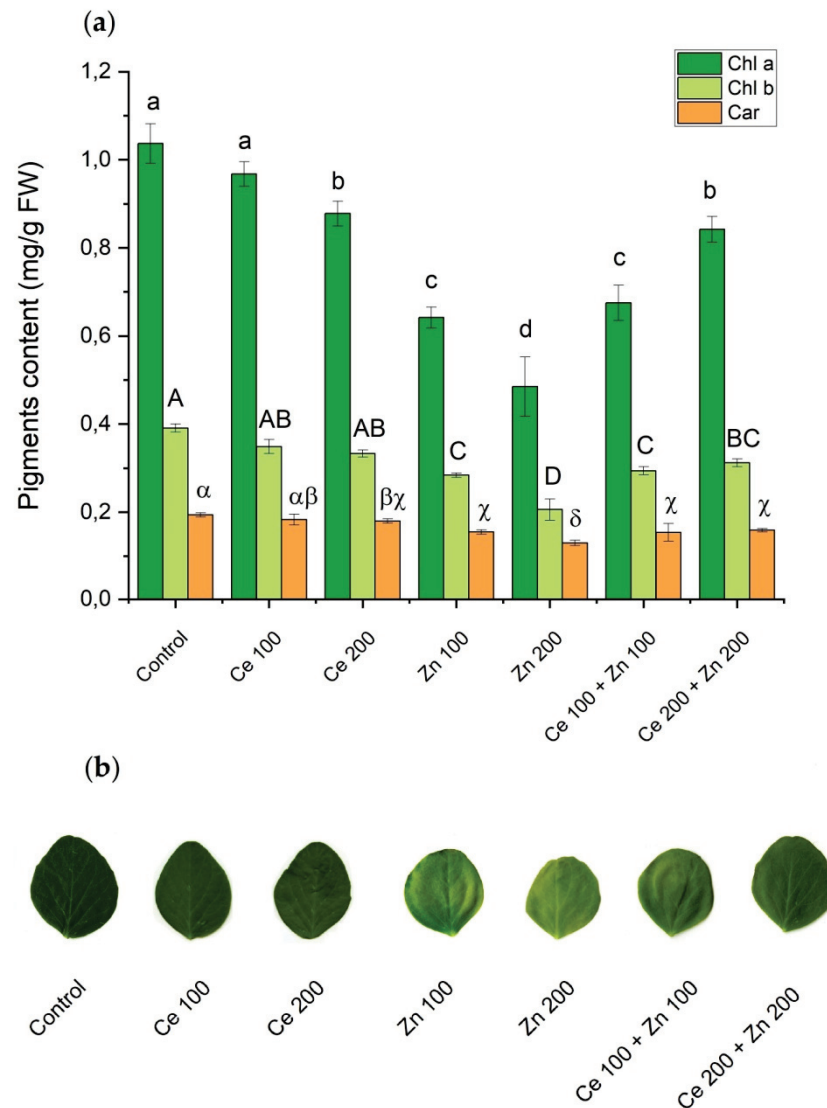 (a)
Chl a
Chl b
Car
Pigments content (mg/g FW)
1,2
1,0
0,8
0,6
0,4
0,2
0,0
a
a
b
c
d
c
b
A
AB
AB
C
D
C
BC
α
αβ
βχ
χ
δ
χ
χ
Control
Ce 100
Ce 200
Zn 100
Zn 200
Ce 100 + Zn 100
Ce 200 + Zn 200
(b)
Control
Ce 100
Ce 200
Zn 100
Zn 200
Ce 100 + Zn 100
Ce 200 + Zn 200